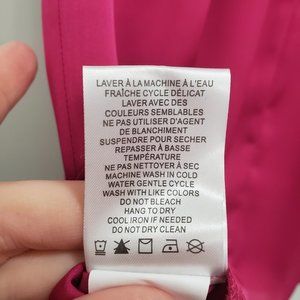 LAVER À LA MACHINE À L'EAU
FRAÎCHE CYCLE DÉLICAT
LAVER AVEC DES
COULEURS SEMBLABLES
NE PAS UTILISER D'AGENT
DE BLANCHIMENT
SUSPENDRE POUR SECHER
REPASSER À BASSE
TEMPÉRATURE
NE PAS NETTOYER À SEC
MACHINE WASH IN COLD
WATER GENTLE CYCLE
WASH WITH LIKE COLORS
DO NOT BLEACH
HANG TO DRY
COOL IRON IF NEEDED
DO NOT DRY CLEAN